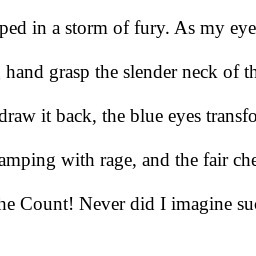 ped in a storm of fury. As my eye
hand grasp the slender neck of th
draw it back, the blue eyes transfo
amping with rage, and the fair che
he Count! Never did I imagine su